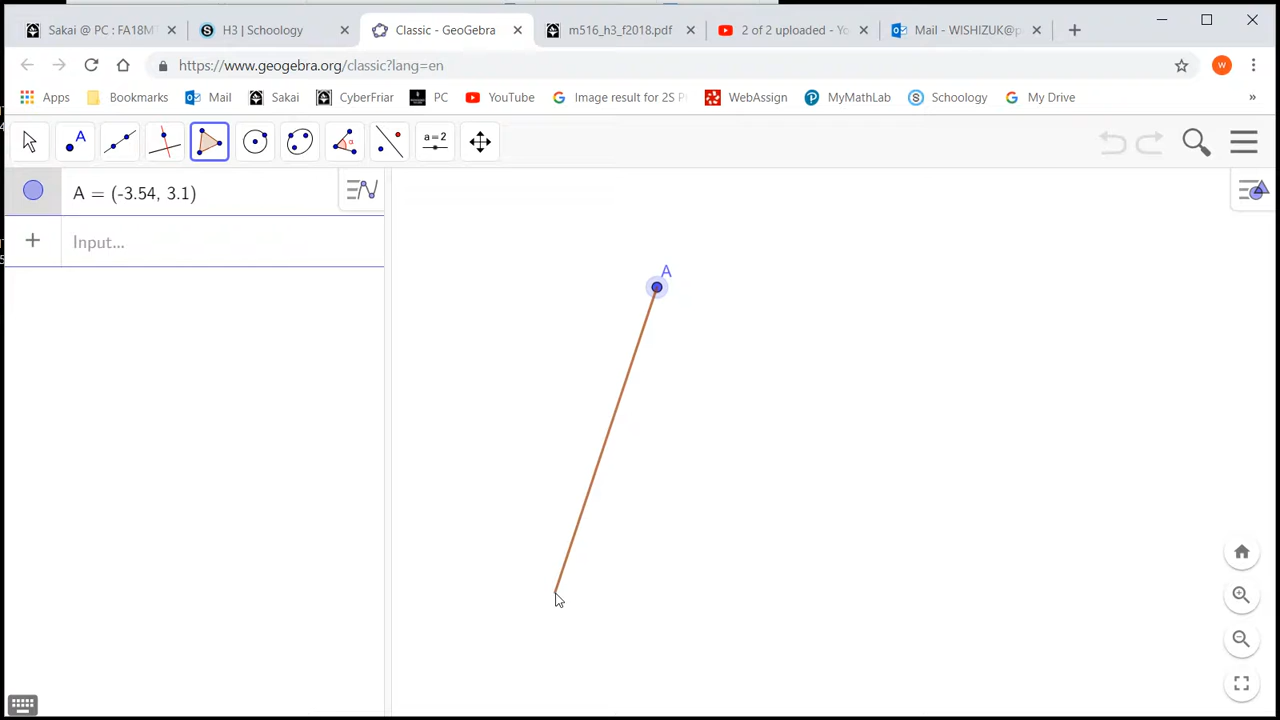 Sakai @ PC : FA18M
H3 | Schoology
Classic - GeoGebra
m516_h3_f2018.pdf
2 of 2 uploaded - Yo
Mail - WISHIZUK@p
https://www.geogebra.org/classic?lang=en
W
Apps
Bookmarks
Mail
Sakai
CyberFriar
PC
YouTube
Image result for 2S P
WebAssign
MyMathLab
Schoology
My Drive
»
A
α
a=2
A = (-3.54, 3.1)
Input...
A